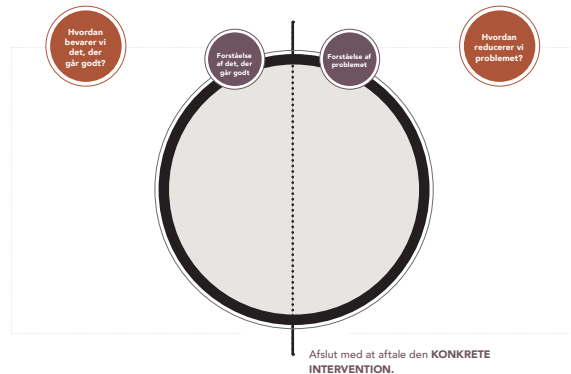 Hvordan
bevarer vi
det, der
går godt?
Forståelse
af det, der
går godt
Forståelse af
problemet
Hvordan
reducerer vi
problemet?
Afslut med at aftale den KONKRETE
INTERVENTION.